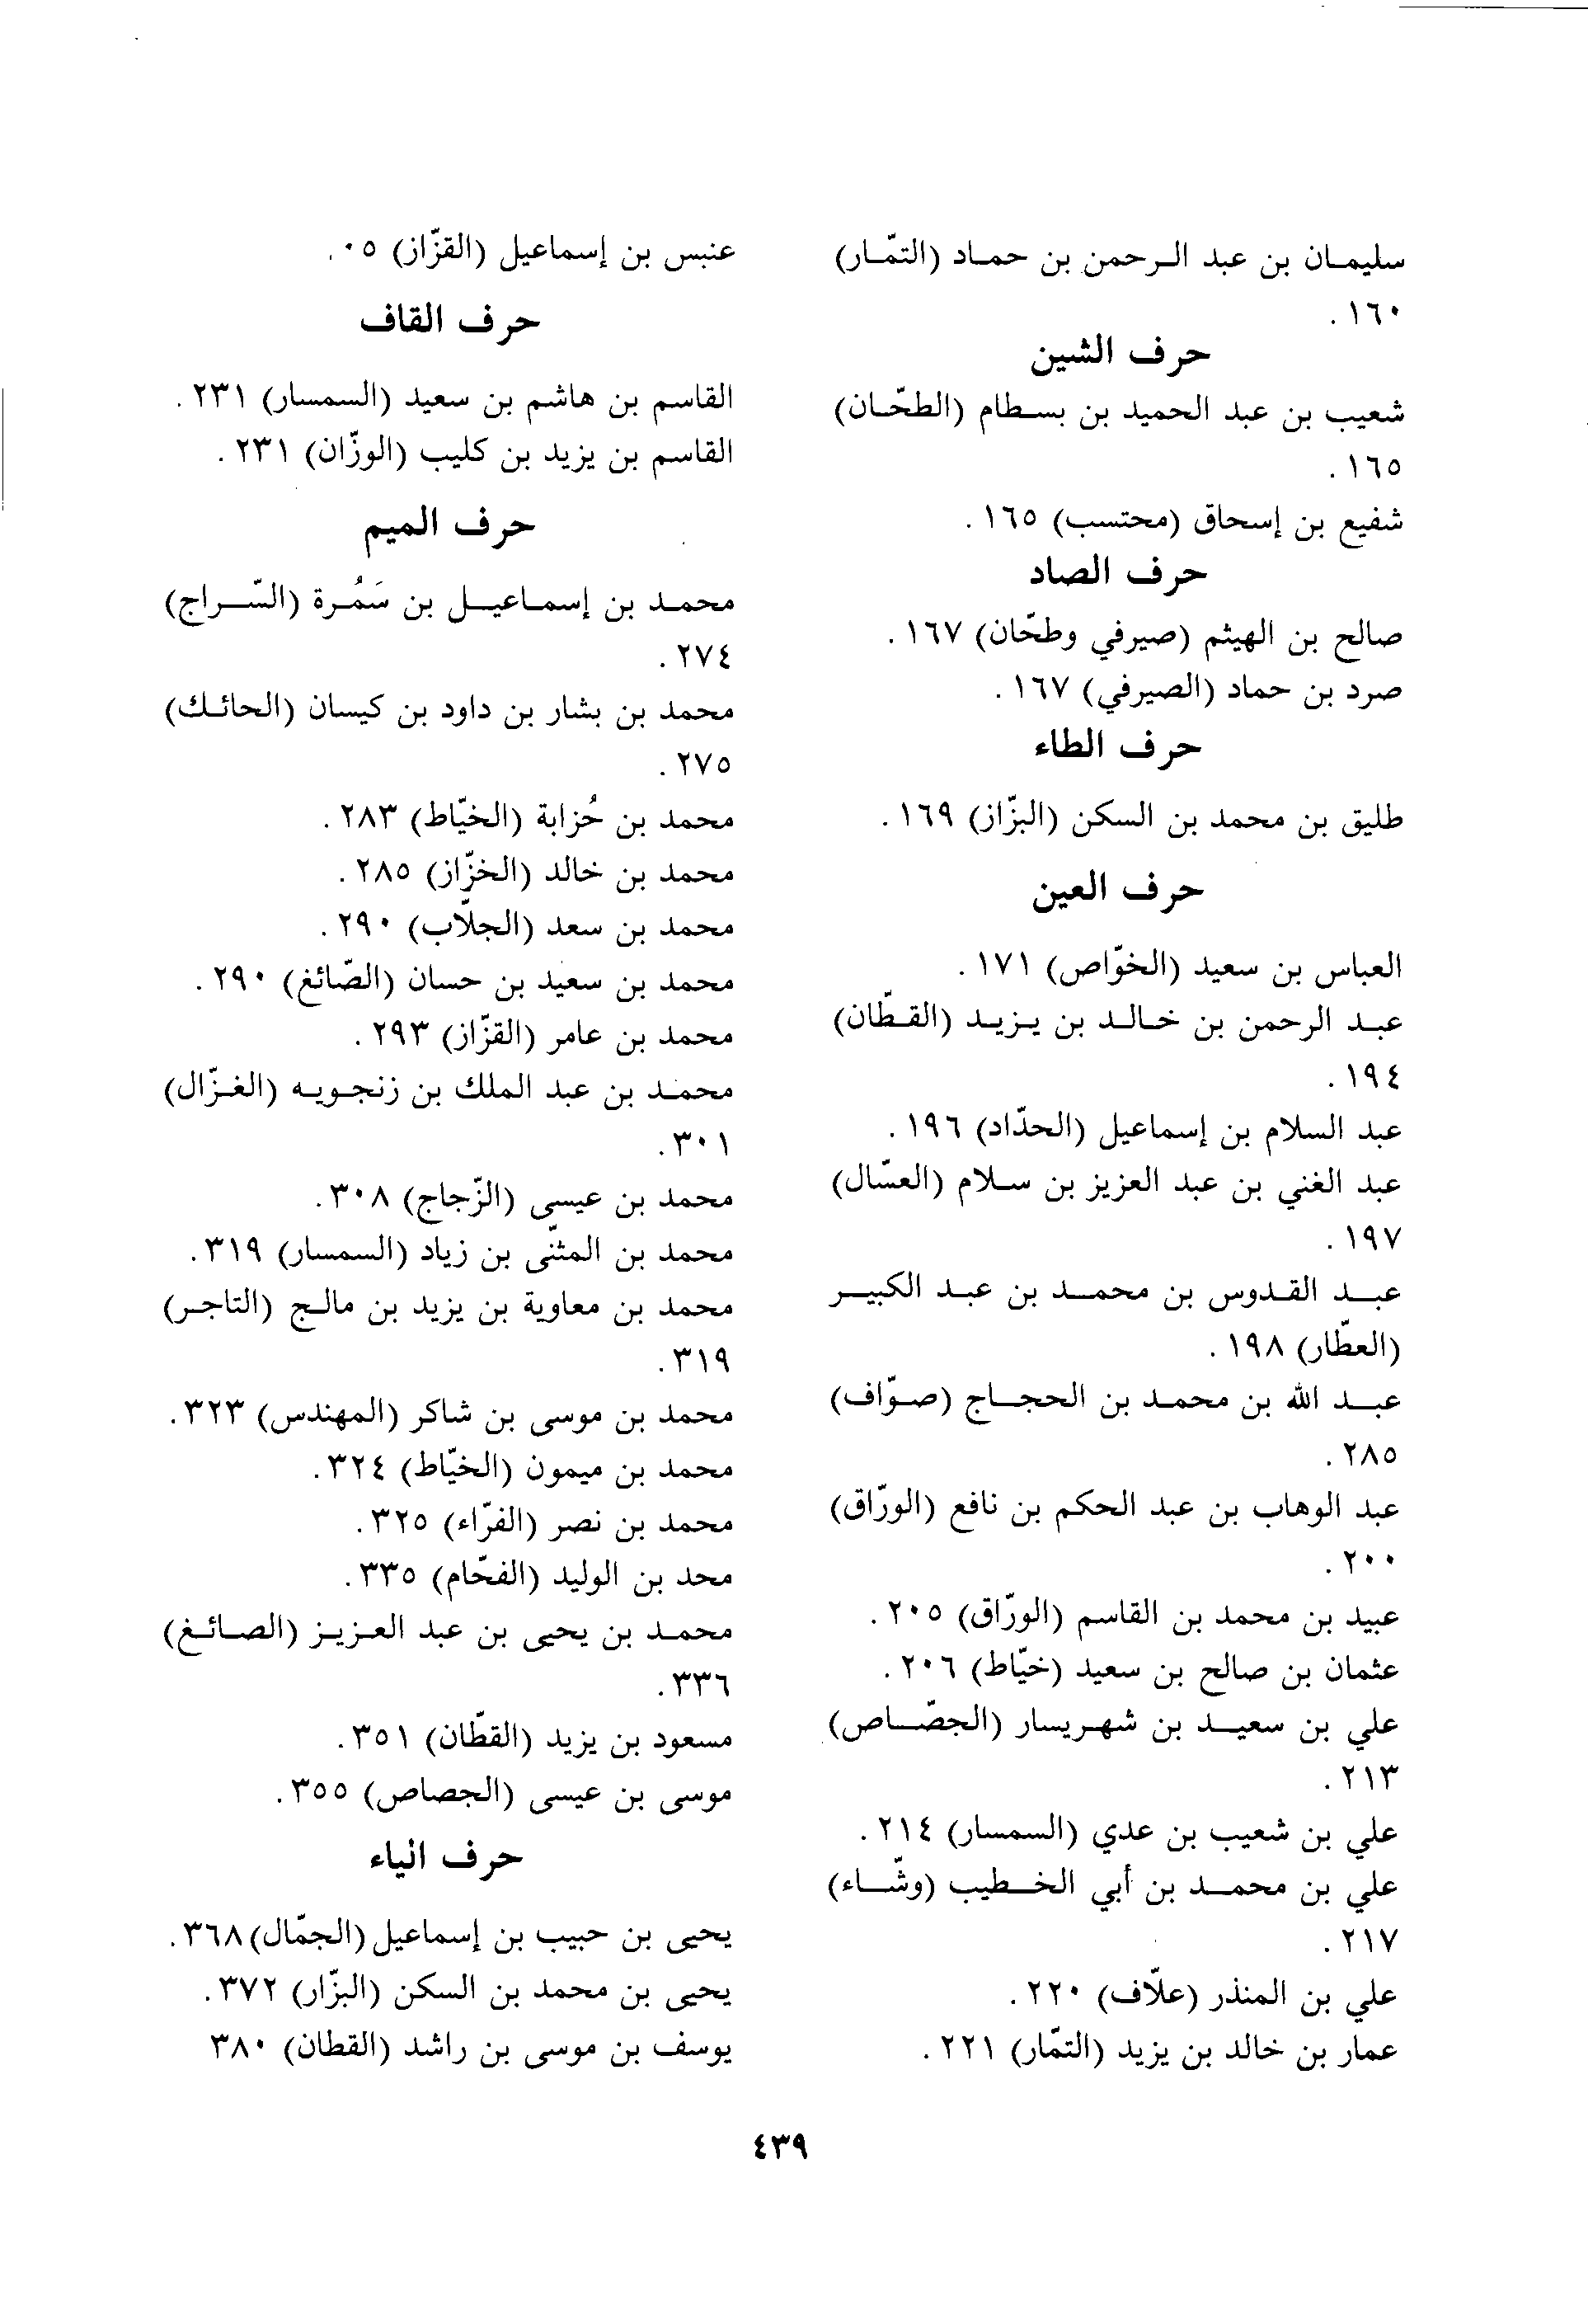 سليمان بن عبد الرحمن بن حماد (التمّار)
١٦٠ .
حرف الشين
شعيب بن عبد الحميد بن بسطام (الطحّان)
١٦٥ .
شفيع بن إسحاق (محتسب) ١٦٥ .
حرف الصاد
صالح بن الهيثم (صيرفي وطحّان) ١٦٧ .
صرد بن حماد (الصيرفي) ١٦٧ .
حرف الطاء
طليق بن محمد بن السكن (البزّاز) ١٦٩ .
حرف العين
العباس بن سعيد (الخوّاص) ١٧١ .
عبد الرحمن بن خالد بن يزيد (القطّان)
١٩٤ .
عبد السلام بن إسماعيل (الحدّاد) ١٩٦ .
عبد الغني بن عبد العزيز بن سلام (العسّال)
١٩٧ .
عبد القدوس بن محمد بن عبد الكبير
(العطّار) ١٩٨ .
عبد الله بن محمد بن الحجاج (صوّاف)
٢٨٥ .
عبد الوهاب بن عبد الحكم بن نافع (الورّاق)
٢٠٠ .
عبيد بن محمد بن القاسم (الورّاق) ٢٠٥ .
عثمان بن صالح بن سعيد (خيّاط) ٢٠٦ .
علي بن سعيد بن شهريسار (الجصّاص)
٢١٣ .
علي بن شعيب بن عدي (السمسار) ٢١٤ .
علي بن محمد بن أبي الخطيب (وشّاء)
٢١٧ .
علي بن المنذر (علّاف) ٢٢٠ .
عمار بن خالد بن يزيد (التمّار) ٢٢١ .
عنبس بن إسماعيل (القزّاز) ٠٥ .
حرف القاف
القاسم بن هاشم بن سعيد (السمسار) ٢٣١ .
القاسم بن يزيد بن كليب (الوزّان) ٢٣١ .
حرف الميم
محمد بن إسماعيل بن سَمُرة (السّراج)
٢٧٤ .
محمد بن بشار بن داود بن كيسان (الحائك)
٢٧٥ .
محمد بن حُزابة (الخيّاط) ٢٨٣ .
محمد بن خالد (الخزّاز) ٢٨٥ .
محمد بن سعد (الجلّاب) ٢٩٠ .
محمد بن سعيد بن حسان (الصّائغ) ٢٩٠ .
محمد بن عامر (القزّاز) ٢٩٣ .
محمد بن عبد الملك بن زنجويه (الغزّال)
٣٠١ .
محمد بن عيسى (الزّجاج) ٣٠٨ .
محمد بن المثنّى بن زياد (السمسار) ٣١٩ .
محمد بن معاوية بن يزيد بن مالج (التاجر)
٣١٩ .
محمد بن موسى بن شاكر (المهندس) ٣٢٣ .
محمد بن ميمون (الخيّاط) ٣٢٤ .
محمد بن نصر (الفرّاء) ٣٢٥ .
محد بن الوليد (الفحّام) ٣٣٥ .
محمد بن يحيى بن عبد العزيز (الصائغ)
٣٣٦ .
مسعود بن يزيد (القطّان) ٣٥١ .
موسى بن عيسى (الجصاص) ٣٥٥ .
حرف الياء
يحيى بن حبيب بن إسماعيل (الجمّال) ٣٦٨ .
يحيى بن محمد بن السكن (البزّار) ٣٧٢ .
يوسف بن موسى بن راشد (القطان) ٣٨٠
٤٣٩